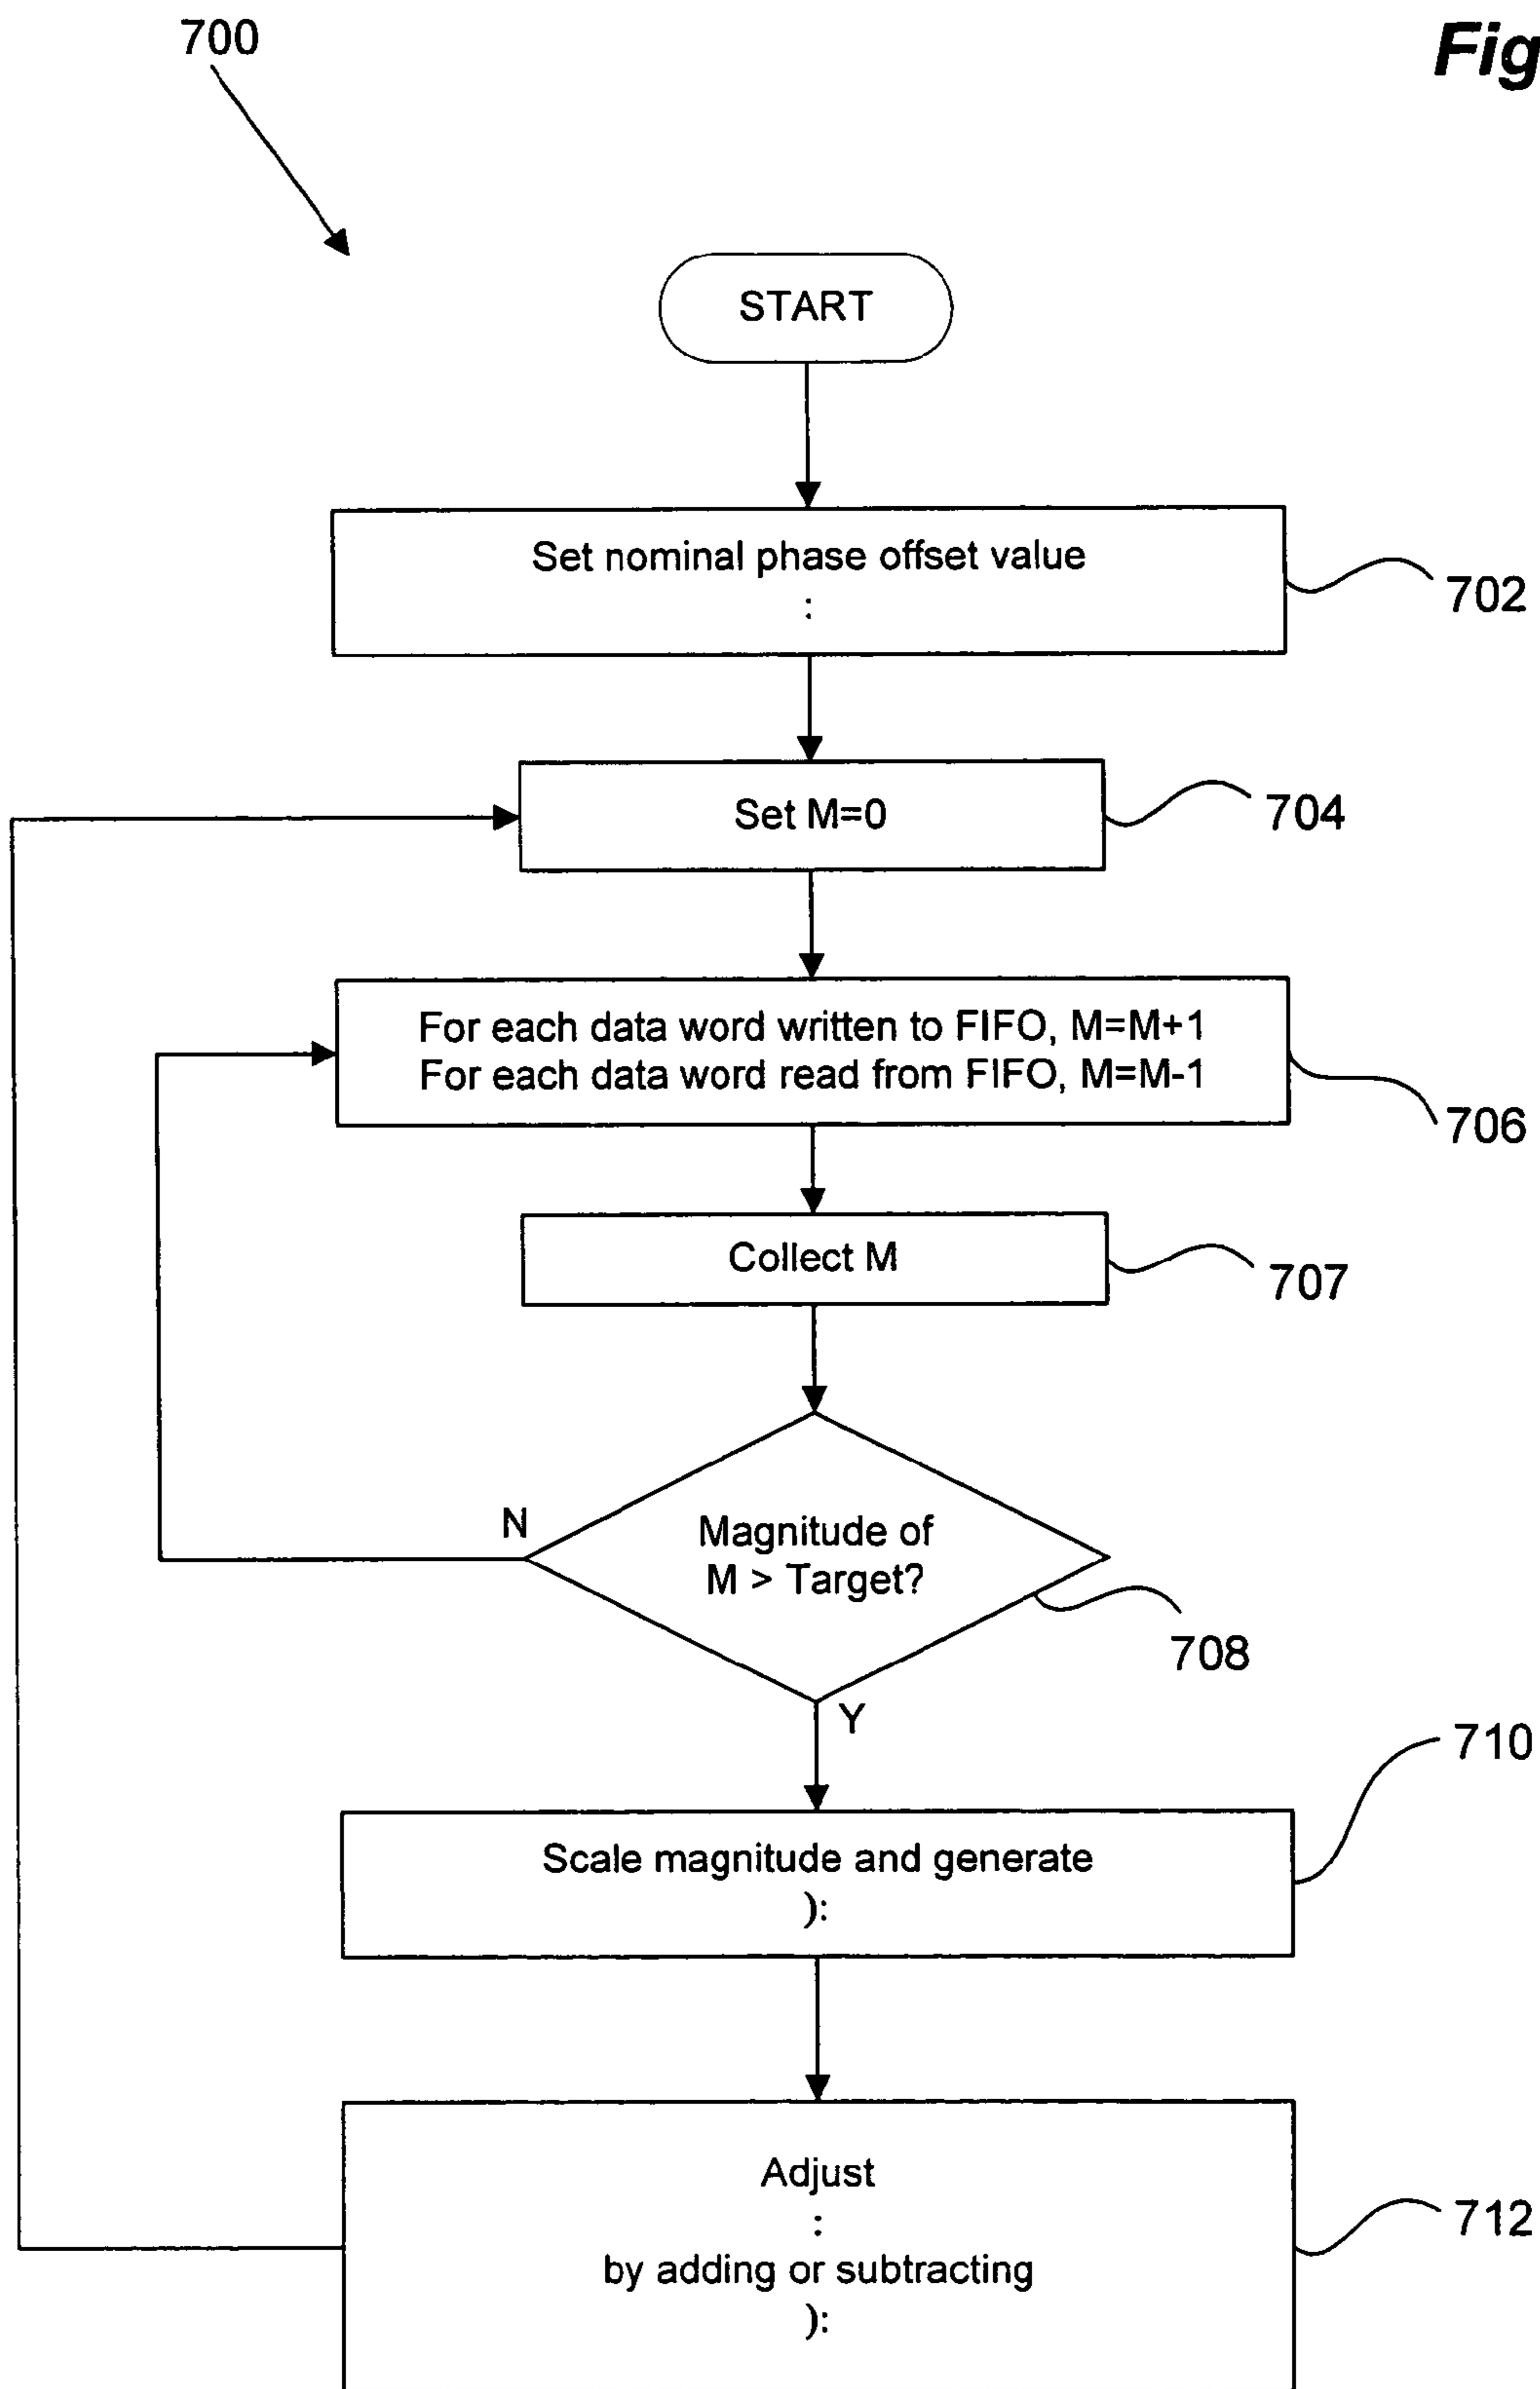 700
Fig
START
Set nominal phase offset value
:
702
Set M=0
704
For each data word written to FIFO, M=M+1
For each data word read from FIFO, M=M-1
706
Collect M
707
N
Magnitude of
M > Target?
708
Y
710
Scale magnitude and generate
):
Adjust
:
by adding or subtracting
):
712